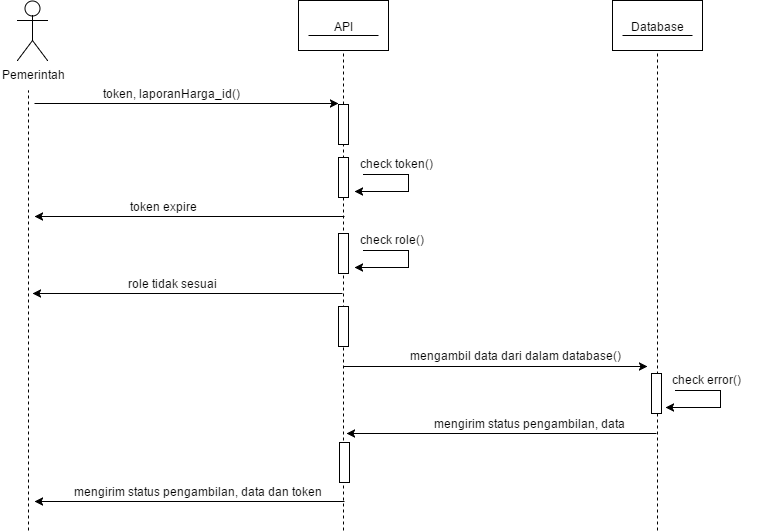 API
Database
Pemerintah
token, laporanHarga_id()
check token()
token expire
check role()
role tidak sesuai
mengambil data dari dalam database()
check error()
mengirim status pengambilan, data
mengirim status pengambilan, data dan token